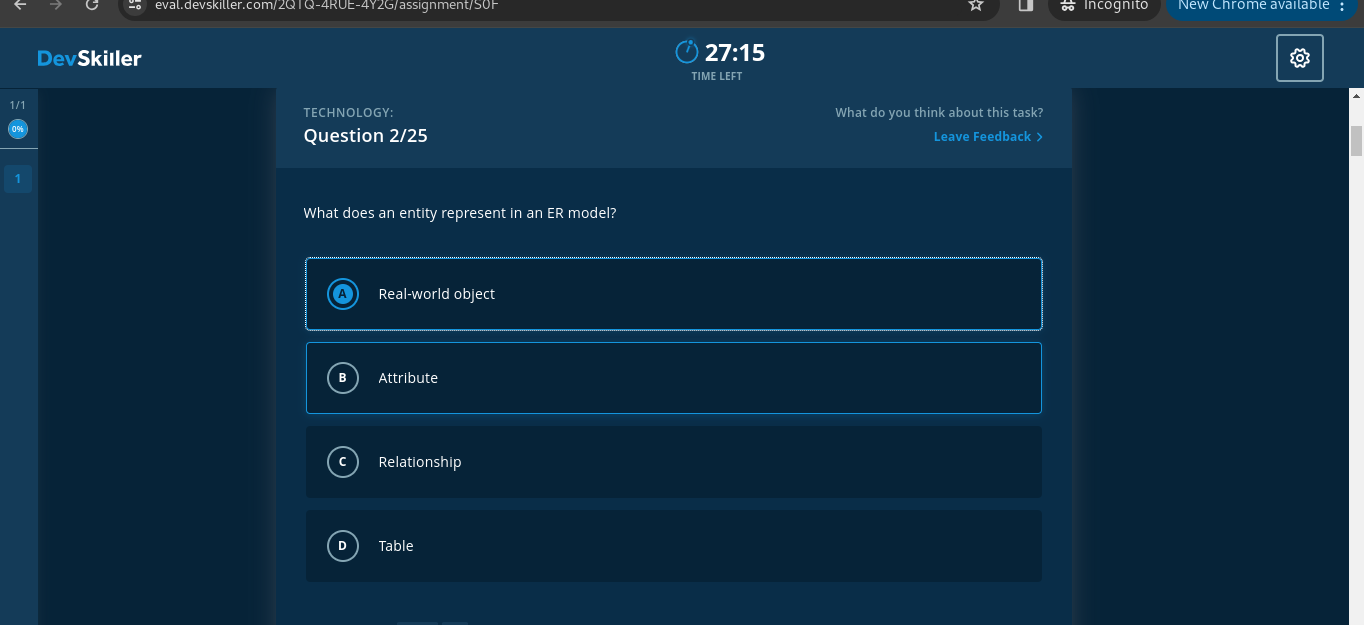 eval.devskiller.com/2QTQ-4RUE-4Y2G/assignment/S0F
Incognito
New Chrome available
DevSkiller
27:15
TIME LEFT
1/1
0%
1
TECHNOLOGY:
Question 2/25
What do you think about this task?
Leave Feedback
What does an entity represent in an ER model?
A Real-world object
B Attribute
C Relationship
D Table